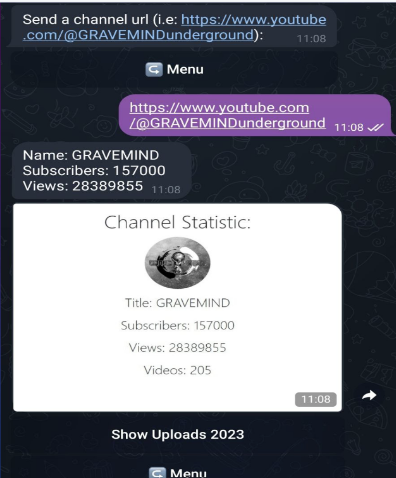 Send a channel url (i.e: https://www.youtube
.com/@GRAVEMINDunderground):
11:08
Menu
https://www.youtube.com
/@GRAVEMINDunderground
11:08
Name: GRAVEMIND
Subscribers: 157000
Views: 28389855
11:08
Channel Statistic:
Title: GRAVEMIND
Subscribers: 157000
Views: 28389855
Videos: 205
11:08
Show Uploads 2023
Menu